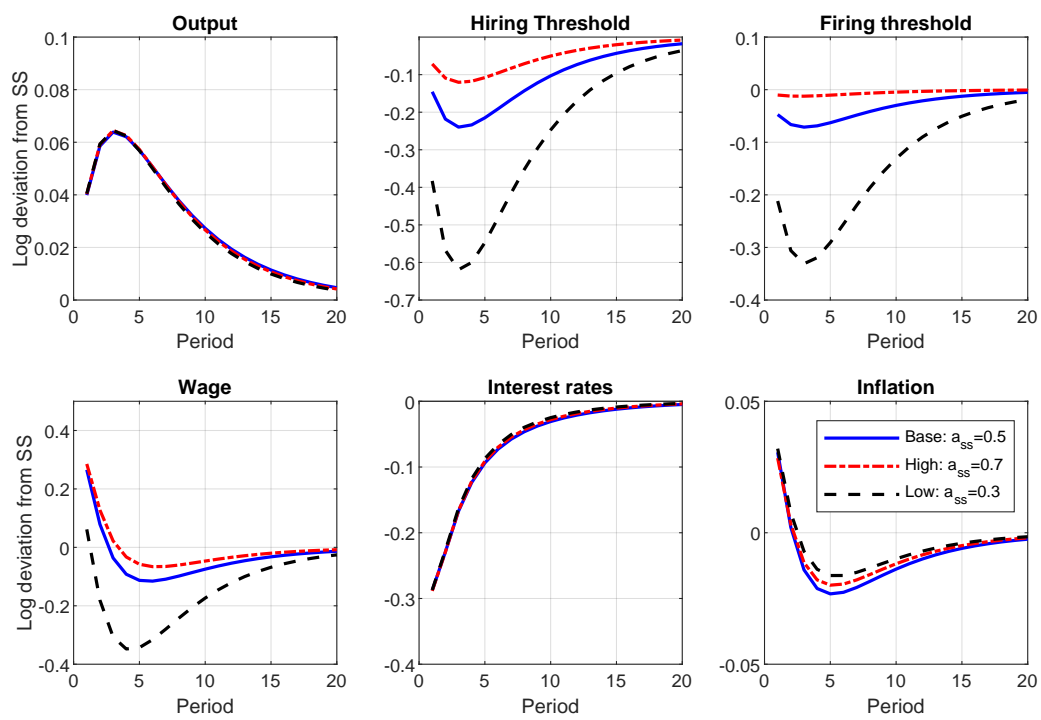 Output
Hiring Threshold
Firing threshold
Log deviation from SS
0.1
0.08
0.06
0.04
0.02
0
0 5 10 15 20
Period
-0.1
-0.2
-0.3
-0.4
-0.5
-0.6
-0.7
0 5 10 15 20
Period
0.1
0
-0.1
-0.2
-0.3
-0.4
0 5 10 15 20
Period
Wage
Interest rates
Inflation
Log deviation from SS
0.4
0.2
0
-0.2
-0.4
0 5 10 15 20
Period
0
-0.1
-0.2
-0.3
-0.4
0 5 10 15 20
Period
0.05
0
-0.05
0 5 10 15 20
Period
Base: a_ss=0.5
High: a_ss=0.7
Low: a_ss=0.3